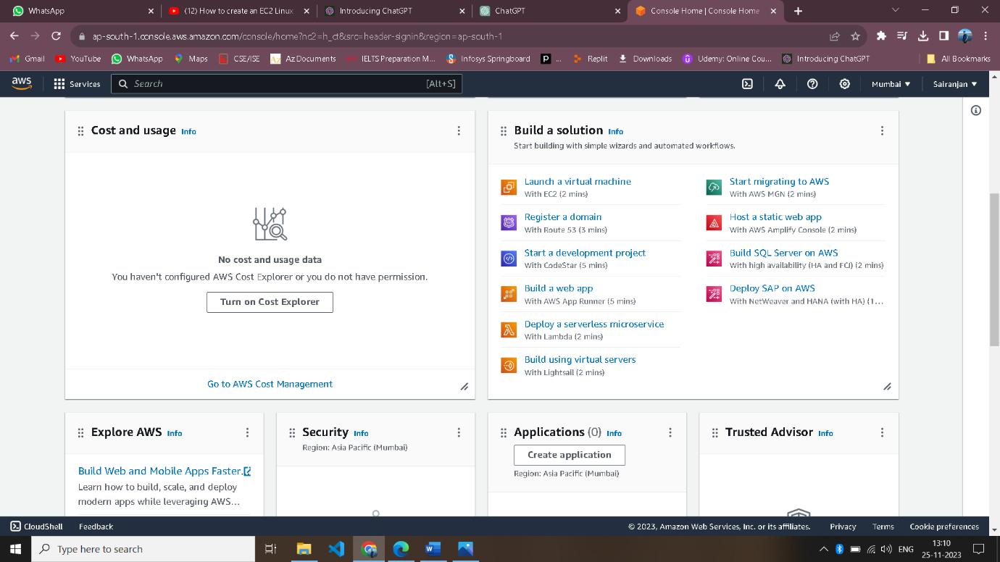 WhatsApp
(12) How to create an EC2 Linux
Introducing ChatGPT
ChatGPT
Console Home | Console Home
ap-south-1.console.aws.amazon.com/console/home?nc2=h_ct&src=header-signin&region=ap-south-1
Gmail YouTube WhatsApp Maps CSE/ISE AzDocuments IELTS Preparation M... Infosys Springboard ... Replit Downloads Udemy: Online Cou... Introducing ChatGPT All Bookmarks
aws Services Search [Alt+S] Mumbai Sairanjan
Cost and usage Info
No cost and usage data
You haven't configured AWS Cost Explorer or you do not have permission.
Turn on Cost Explorer
Go to AWS Cost Management
Build a solution Info
Start building with simple wizards and automated workflows.
Launch a virtual machine
With EC2 (2 mins)
Register a domain
With Route 53 (3 mins)
Start a development project
With CodeStar (5 mins)
Build a web app
With AWS App Runner (5 mins)
Deploy a serverless microservice
With Lambda (2 mins)
Build using virtual servers
With Lightsail (2 mins)
Start migrating to AWS
With AWS MGN (2 mins)
Host a static web app
With AWS Amplify Console (2 mins)
Build SQL Server on AWS
With high availability (HA and FCI) (2 mins)
Deploy SAP on AWS
With NetWeaver and HANA (with HA) (1...
Explore AWS Info
Build Web and Mobile Apps Faster.
Learn how to build, scale, and deploy
modern apps while leveraging AWS...
Security Info
Region: Asia Pacific (Mumbai)
Applications (0) Info
Create application
Region: Asia Pacific (Mumbai)
Trusted Advisor Info
CloudShell Feedback © 2023, Amazon Web Services, Inc. or its affiliates. Privacy Terms Cookie preferences
Type here to search
ENG
13:10
25-11-2023